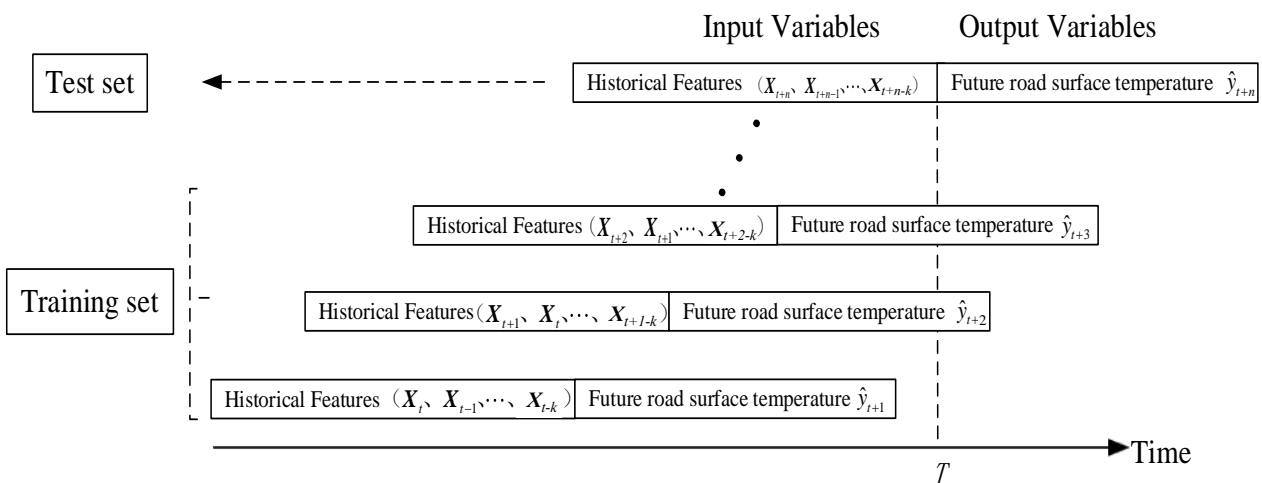 Input Variables Output Variables
Test set
Historical Features （X_{t+n}、X_{t+n-1}、…、X_{t+n-k}） Future road surface temperature ŷ_{t+n}
Historical Features（X_{t+2}、X_{t+1}、…、X_{t+2-k}） Future road surface temperature ŷ_{t+3}
Training set
Historical Features（X_{t+1}、X_t、…、X_{t+1-k}） Future road surface temperature ŷ_{t+2}
Historical Features （X_t、X_{t-1}、…、X_{t-k}） Future road surface temperature ŷ_{t+1}
Time
T